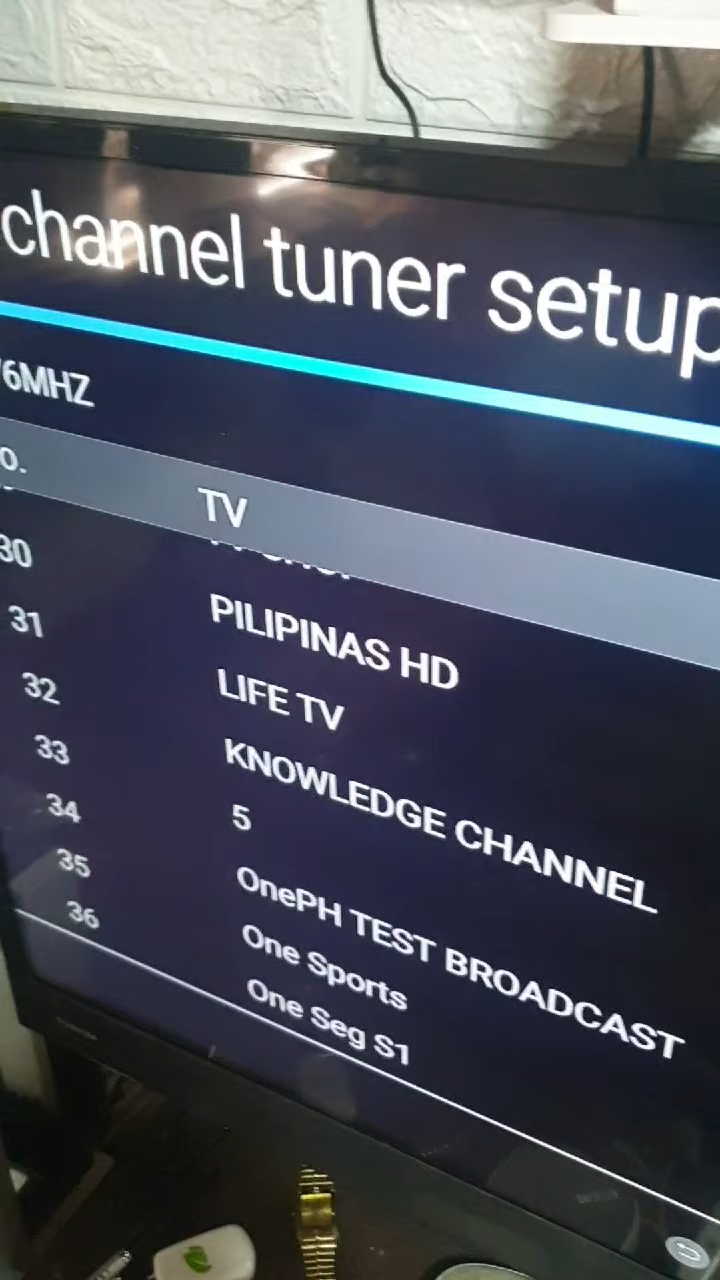 channel tuner setup
6MHZ
o. TV
30 PILIPINAS HD
31 LIFE TV
32 KNOWLEDGE CHANNEL
33 5
34 OnePH TEST BROADCAST
35 One Sports
36 One Seg S1